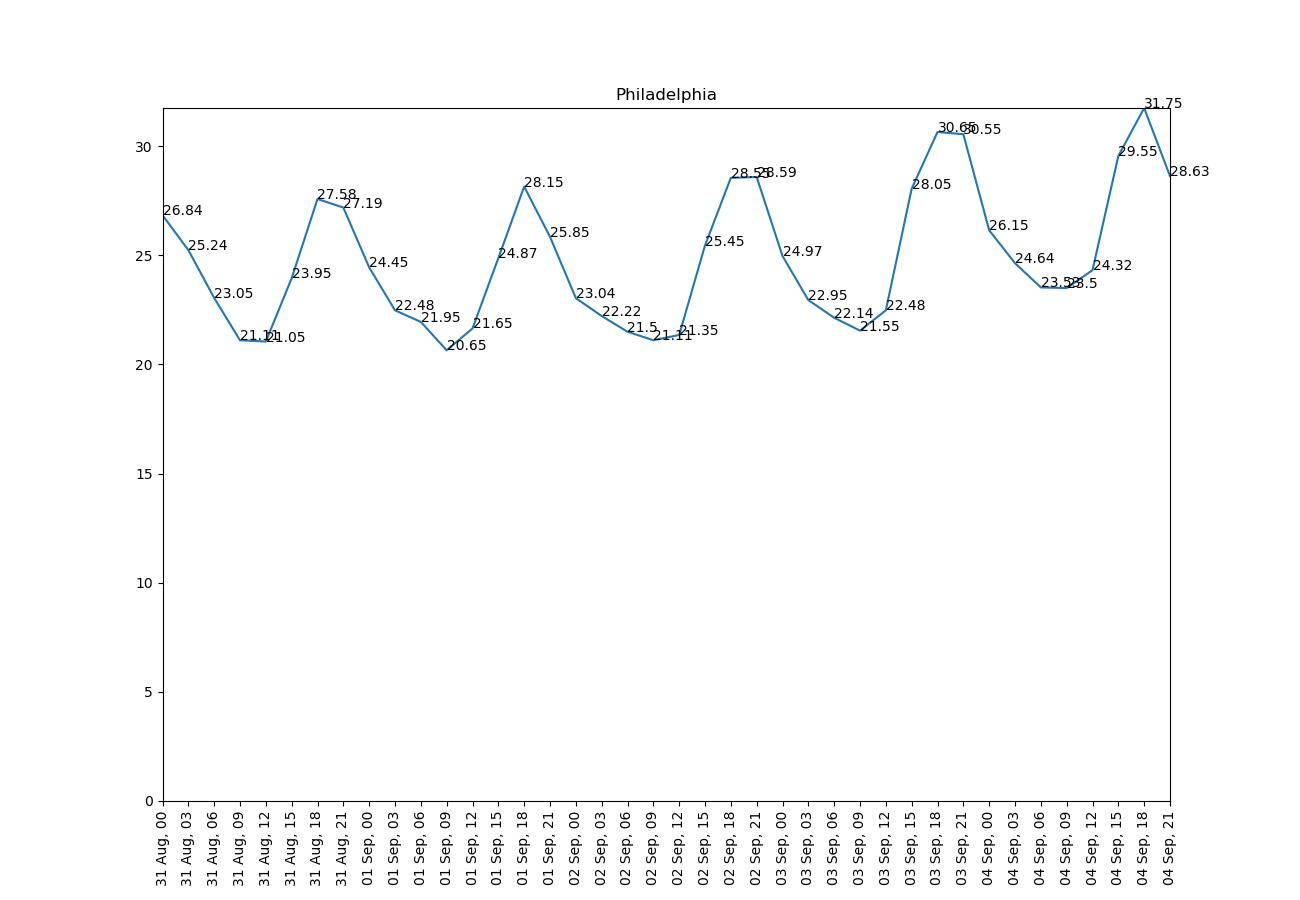 Philadelphia
31.75
30.65
30.55
30
29.55
28.63
28.55
28.59
28.15
28.05
27.58
27.19
26.84
26.15
25.85
25.45
25.24
25
24.97
24.87
24.64
24.45
24.32
23.95
23.53
23.5
23.05
23.04
22.95
22.48
22.48
22.22
22.14
21.95
21.65
21.5
21.55
21.11
21.05
21.11
21.35
20.65
20
15
10
5
0
31 Aug, 00
31 Aug, 03
31 Aug, 06
31 Aug, 09
31 Aug, 12
31 Aug, 15
31 Aug, 18
31 Aug, 21
01 Sep, 00
01 Sep, 03
01 Sep, 06
01 Sep, 09
01 Sep, 12
01 Sep, 15
01 Sep, 18
01 Sep, 21
02 Sep, 00
02 Sep, 03
02 Sep, 06
02 Sep, 09
02 Sep, 12
02 Sep, 15
02 Sep, 18
02 Sep, 21
03 Sep, 00
03 Sep, 03
03 Sep, 06
03 Sep, 09
03 Sep, 12
03 Sep, 15
03 Sep, 18
03 Sep, 21
04 Sep, 00
04 Sep, 03
04 Sep, 06
04 Sep, 09
04 Sep, 12
04 Sep, 15
04 Sep, 18
04 Sep, 21